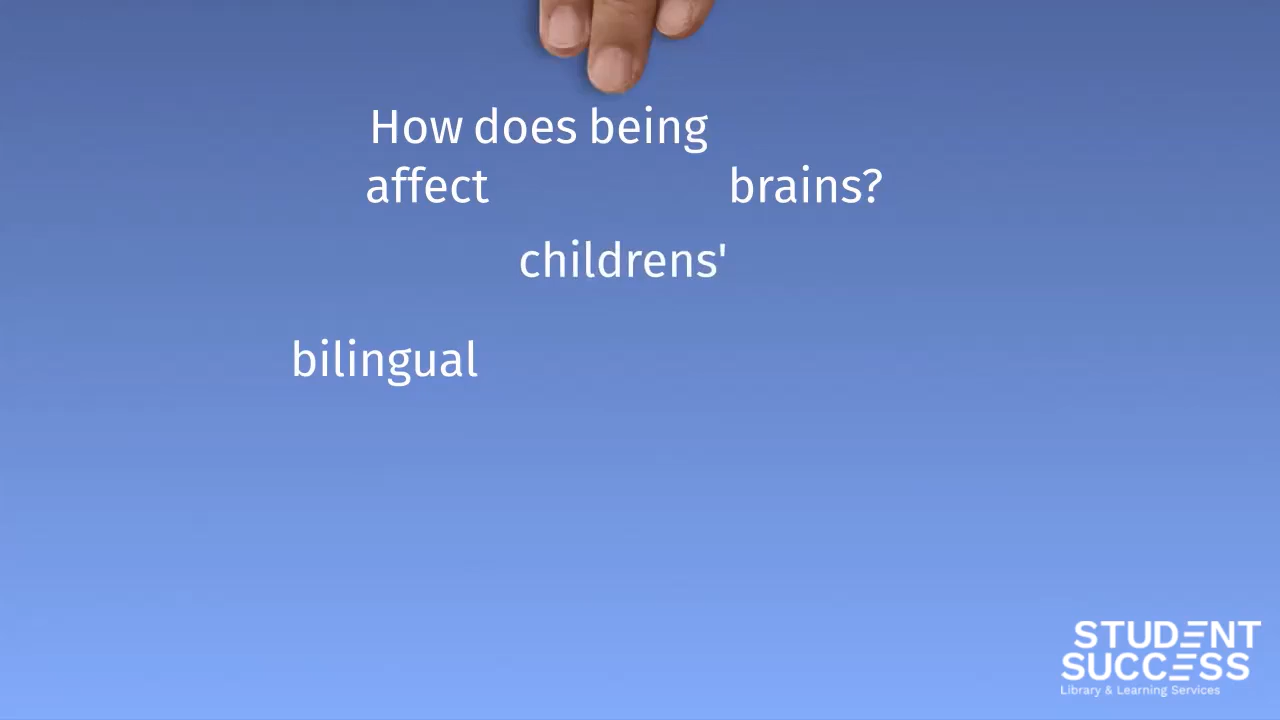 How does being
affect brains?
childrens'
bilingual
STUDENT
SUCCESS
Library & Learning Services